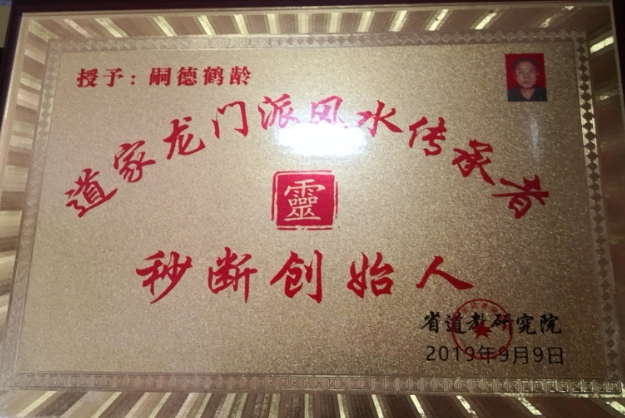 授予：嗣德鹤龄
道家龙门派风水传承者
靈
秒断创始人
省道教研究院
2019年9月9日